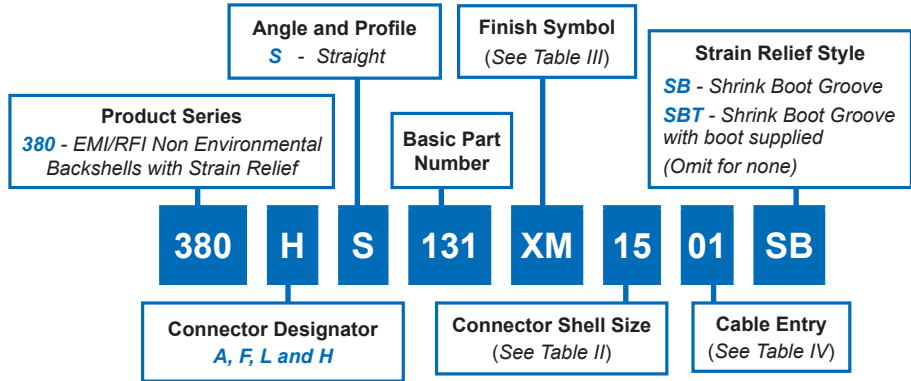 Angle and Profile
S - Straight
Finish Symbol
(See Table III)
Strain Relief Style
SB - Shrink Boot Groove
SBT - Shrink Boot Groove
with boot supplied
(Omit for none)
Product Series
380 - EMI/RFI Non Environmental
Backshells with Strain Relief
Basic Part
Number
380 H S 131 XM 15 01 SB
Connector Designator
A, F, L and H
Connector Shell Size
(See Table II)
Cable Entry
(See Table IV)